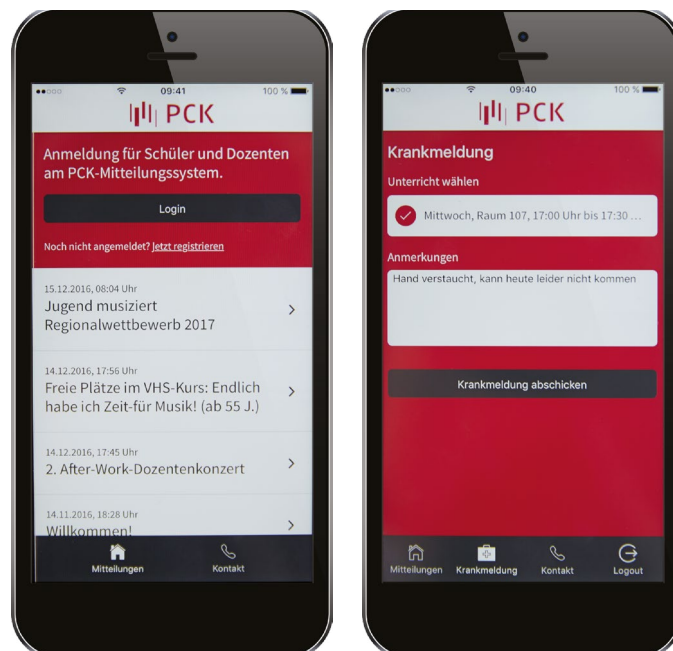 09:41
100 %
PCK
Anmeldung für Schüler und Dozenten
am PCK-Mitteilungssystem.
Login
Noch nicht angemeldet? Jetzt registrieren
15.12.2016, 08:04 Uhr
Jugend musiziert
Regionalwettbewerb 2017
14.12.2016, 17:56 Uhr
Freie Plätze im VHS-Kurs: Endlich
habe ich Zeit-für Musik! (ab 55 J.)
14.12.2016, 17:45 Uhr
2. After-Work-Dozentenkonzert
14.11.2016, 18:28 Uhr
Willkommen!
Mitteilungen
Kontakt
09:40
100 %
PCK
Krankmeldung
Unterricht wählen
Mittwoch, Raum 107, 17:00 Uhr bis 17:30 ...
Anmerkungen
Hand verstaucht, kann heute leider nicht kommen
Krankmeldung abschicken
Mitteilungen
Krankmeldung
Kontakt
Logout